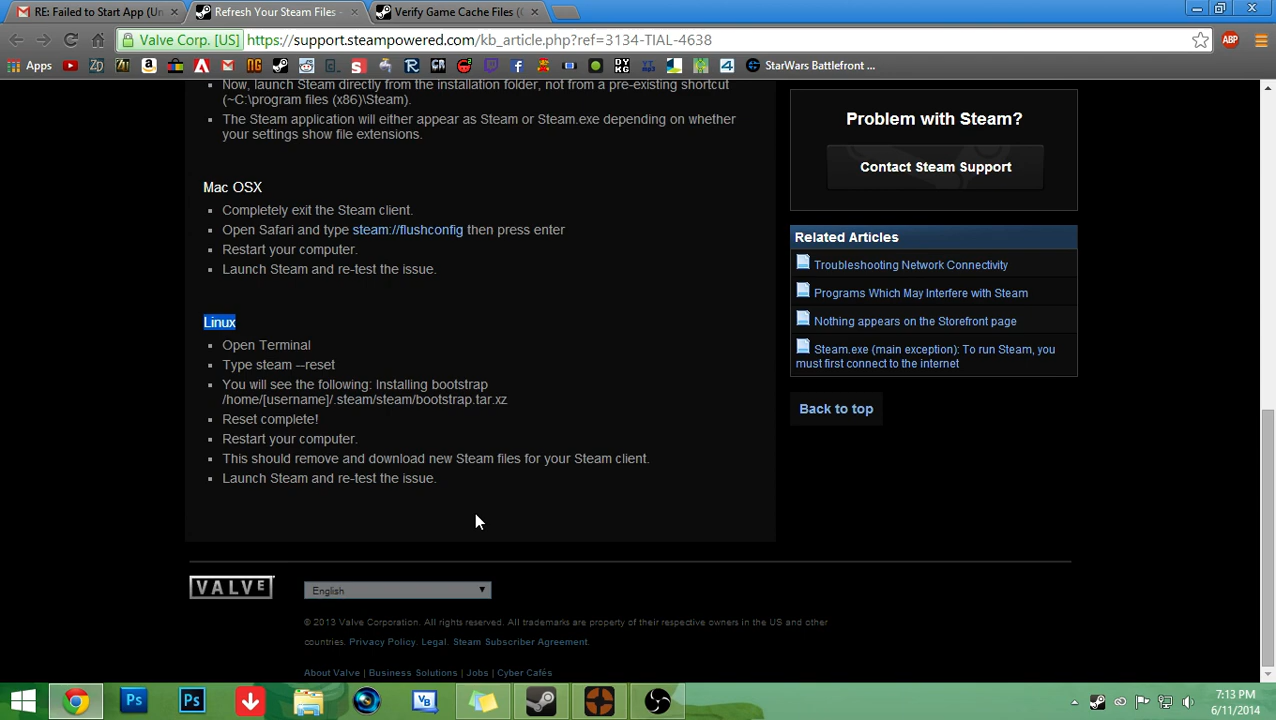 RE: Failed to Start App (Un
Refresh Your Steam Files -
Verify Game Cache Files (
Valve Corp. [US]
https://support.steampowered.com/kb_article.php?ref=3134-TIAL-4638
ABP
Apps
StarWars Battlefront ...
Now, launch Steam directly from the installation folder, not from a pre-existing shortcut
(~C:\program files (x86)\Steam).
The Steam application will either appear as Steam or Steam.exe depending on whether
your settings show file extensions.
Mac OSX
Completely exit the Steam client.
Open Safari and type steam://flushconfig then press enter
Restart your computer.
Launch Steam and re-test the issue.
Linux
Open Terminal
Type steam --reset
You will see the following: Installing bootstrap
/home/[username]/.steam/steam/bootstrap.tar.xz
Reset complete!
Restart your computer.
This should remove and download new Steam files for your Steam client.
Launch Steam and re-test the issue.
Problem with Steam?
Contact Steam Support
Related Articles
Troubleshooting Network Connectivity
Programs Which May Interfere with Steam
Nothing appears on the Storefront page
Steam.exe (main exception): To run Steam, you
must first connect to the internet
Back to top
VALVE
English
© 2013 Valve Corporation. All rights reserved. All trademarks are property of their respective owners in the US and other
countries. Privacy Policy. Legal. Steam Subscriber Agreement.
About Valve | Business Solutions | Jobs | Cyber Cafés
Ps
Ps
VB
7:13 PM
6/11/2014